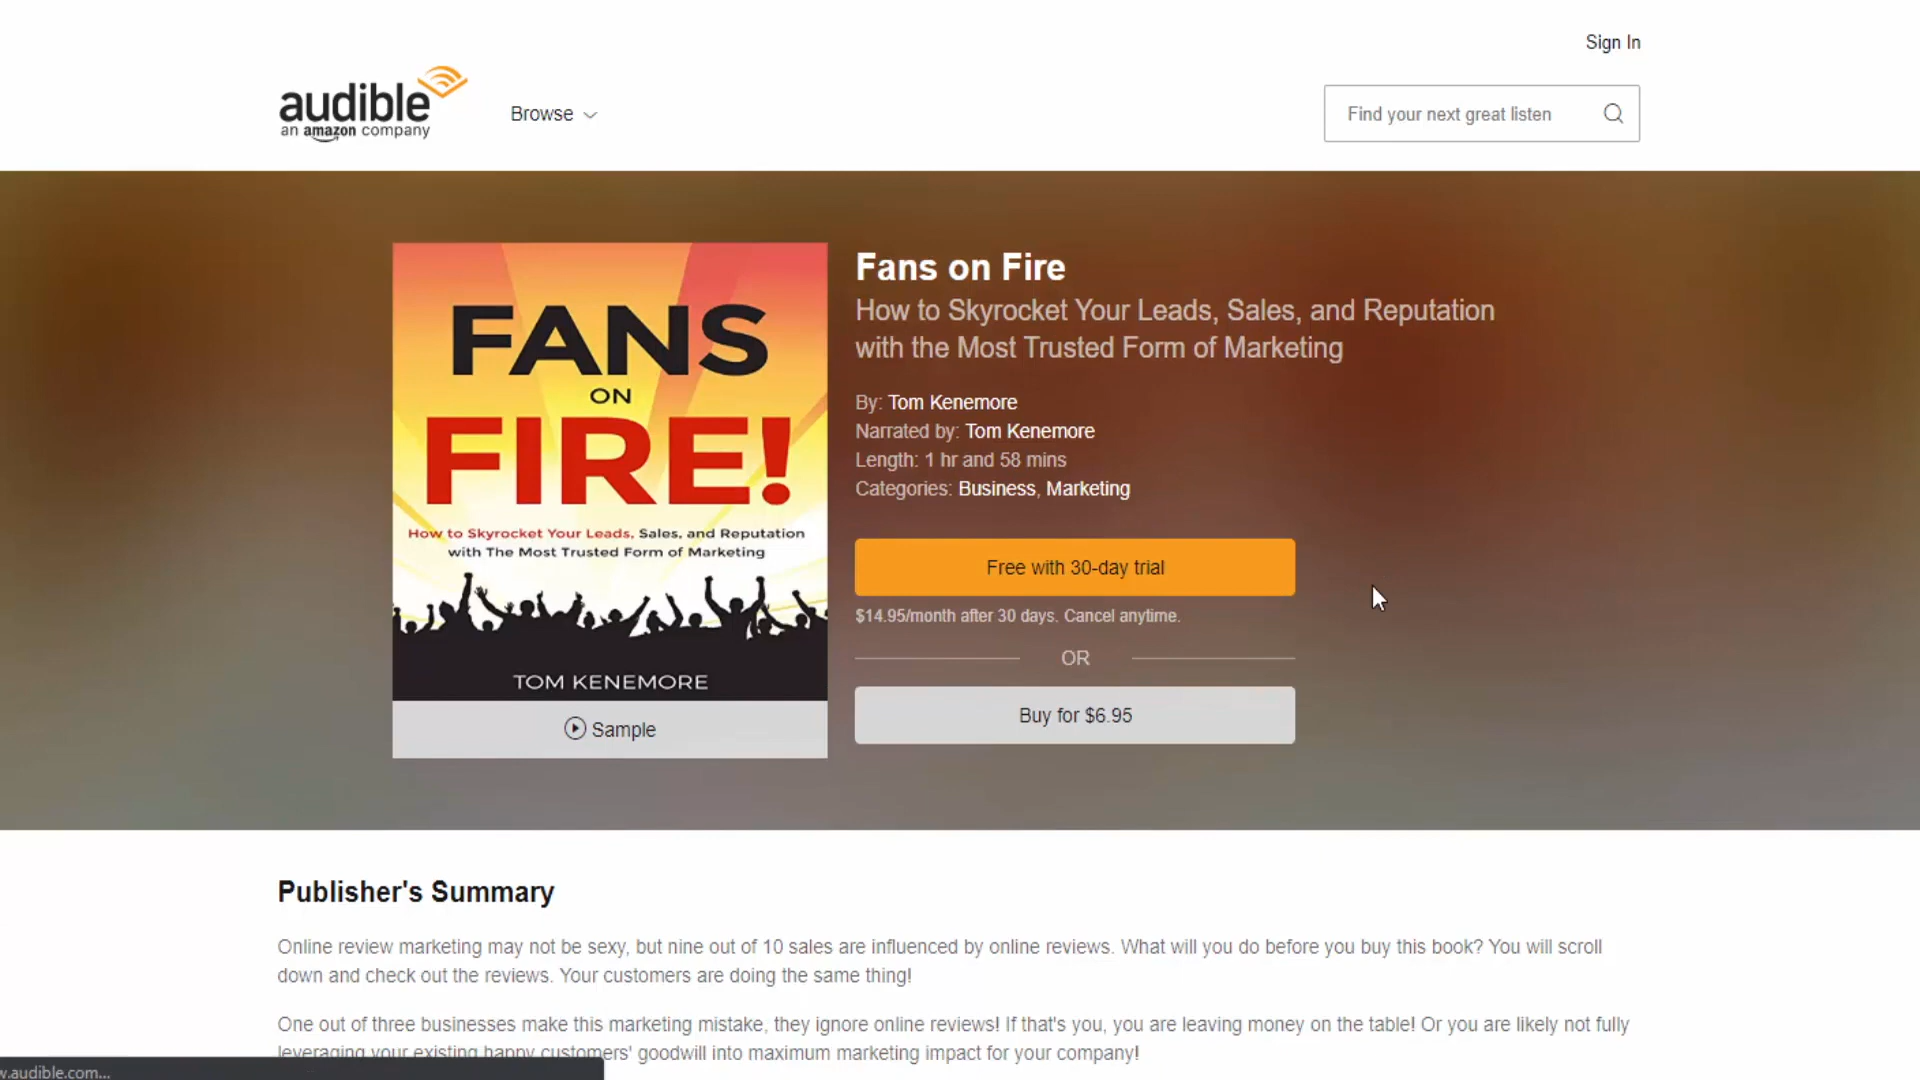 Sign In
audible
an amazon company
Browse
Find your next great listen
FANS
ON
FIRE!
How to Skyrocket Your Leads, Sales, and Reputation
with The Most Trusted Form of Marketing
TOM KENEMORE
Sample
Fans on Fire
How to Skyrocket Your Leads, Sales, and Reputation
with the Most Trusted Form of Marketing
By: Tom Kenemore
Narrated by: Tom Kenemore
Length: 1 hr and 58 mins
Categories: Business, Marketing
Free with 30-day trial
$14.95/month after 30 days. Cancel anytime.
OR
Buy for $6.95
Publisher's Summary
Online review marketing may not be sexy, but nine out of 10 sales are influenced by online reviews. What will you do before you buy this book? You will scroll
down and check out the reviews. Your customers are doing the same thing!
One out of three businesses make this marketing mistake, they ignore online reviews! If that's you, you are leaving money on the table! Or you are likely not fully
leveraging your existing happy customers' goodwill into maximum marketing impact for your company!
w.audible.com...